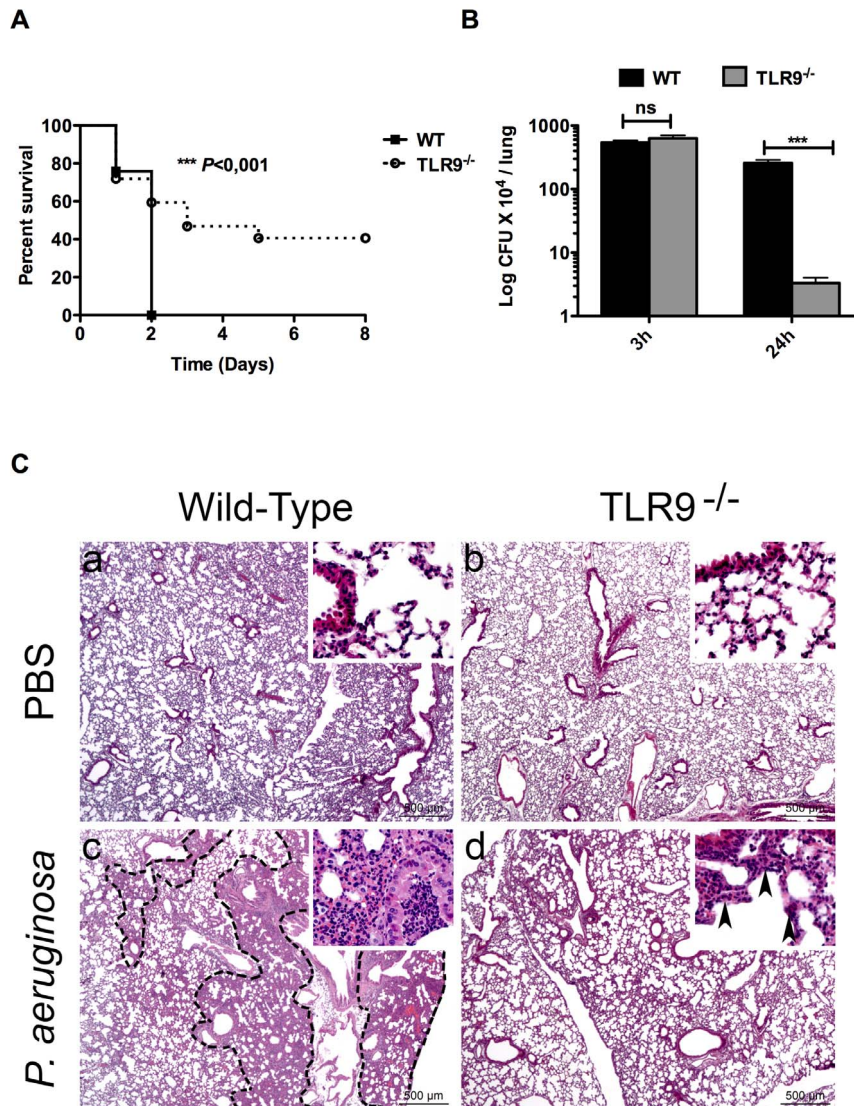 A
Percent survival
100
80
60
40
20
0
0 2 4 6 8
Time (Days)
*** P<0,001
WT
TLR9-/-
B
WT TLR9-/-
ns
***
Log CFU X 10⁴ / lung
1000
100
10
1
3h 24h
C
Wild-Type TLR9 -/-
PBS
a
500 µm
b
500 µm
P. aeruginosa
c
500 µm
d
500 µm